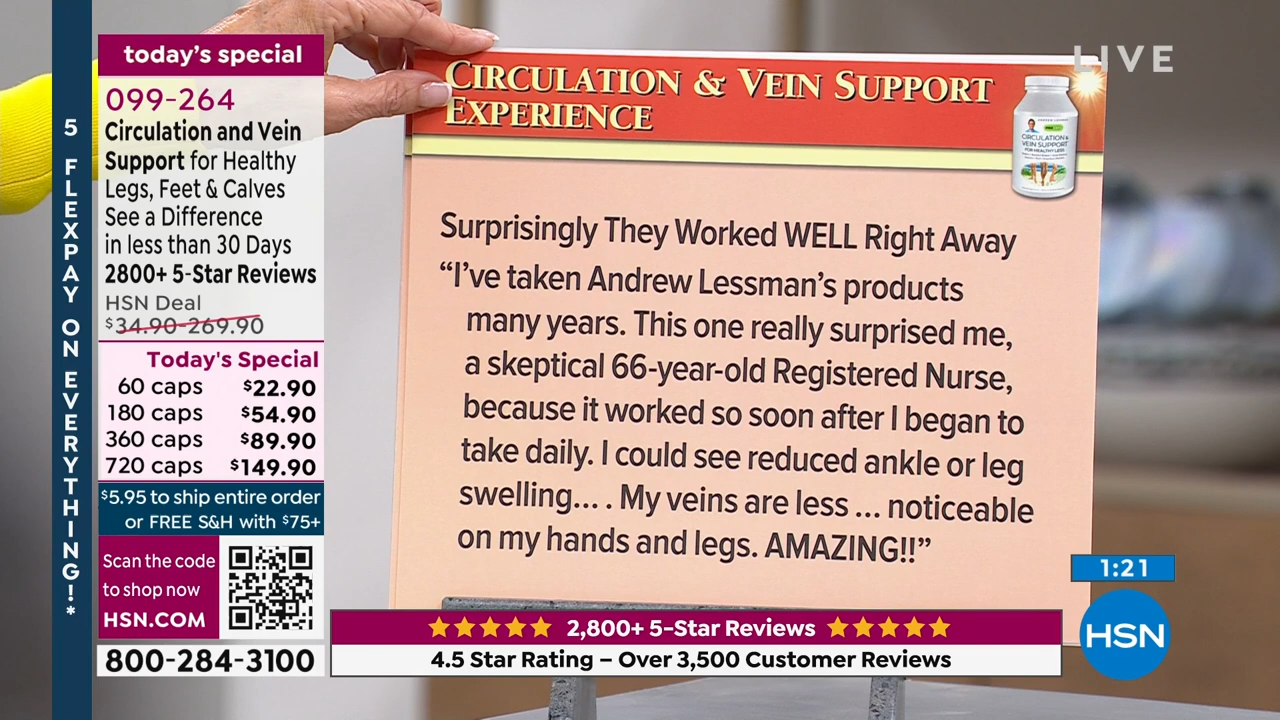 5 FLEXPAY ON EVERYTHING!*
today's special
099-264
Circulation and Vein
Support for Healthy
Legs, Feet & Calves
See a Difference
in less than 30 Days
2800+ 5-Star Reviews
HSN Deal
$34.90-269.90
Today's Special
60 caps $22.90
180 caps $54.90
360 caps $89.90
720 caps $149.90
$5.95 to ship entire order
or FREE S&H with $75+
Scan the code
to shop now
HSN.COM
800-284-3100
LIVE
CIRCULATION & VEIN SUPPORT
EXPERIENCE
CIRCULATION &
VEIN SUPPORT
FOR HEALTHY LEGS
Surprisingly They Worked WELL Right Away
“I’ve taken Andrew Lessman’s products
many years. This one really surprised me,
a skeptical 66-year-old Registered Nurse,
because it worked so soon after I began to
take daily. I could see reduced ankle or leg
swelling... . My veins are less ... noticeable
on my hands and legs. AMAZING!!”
1:21
HSN
2,800+ 5-Star Reviews
4.5 Star Rating – Over 3,500 Customer Reviews